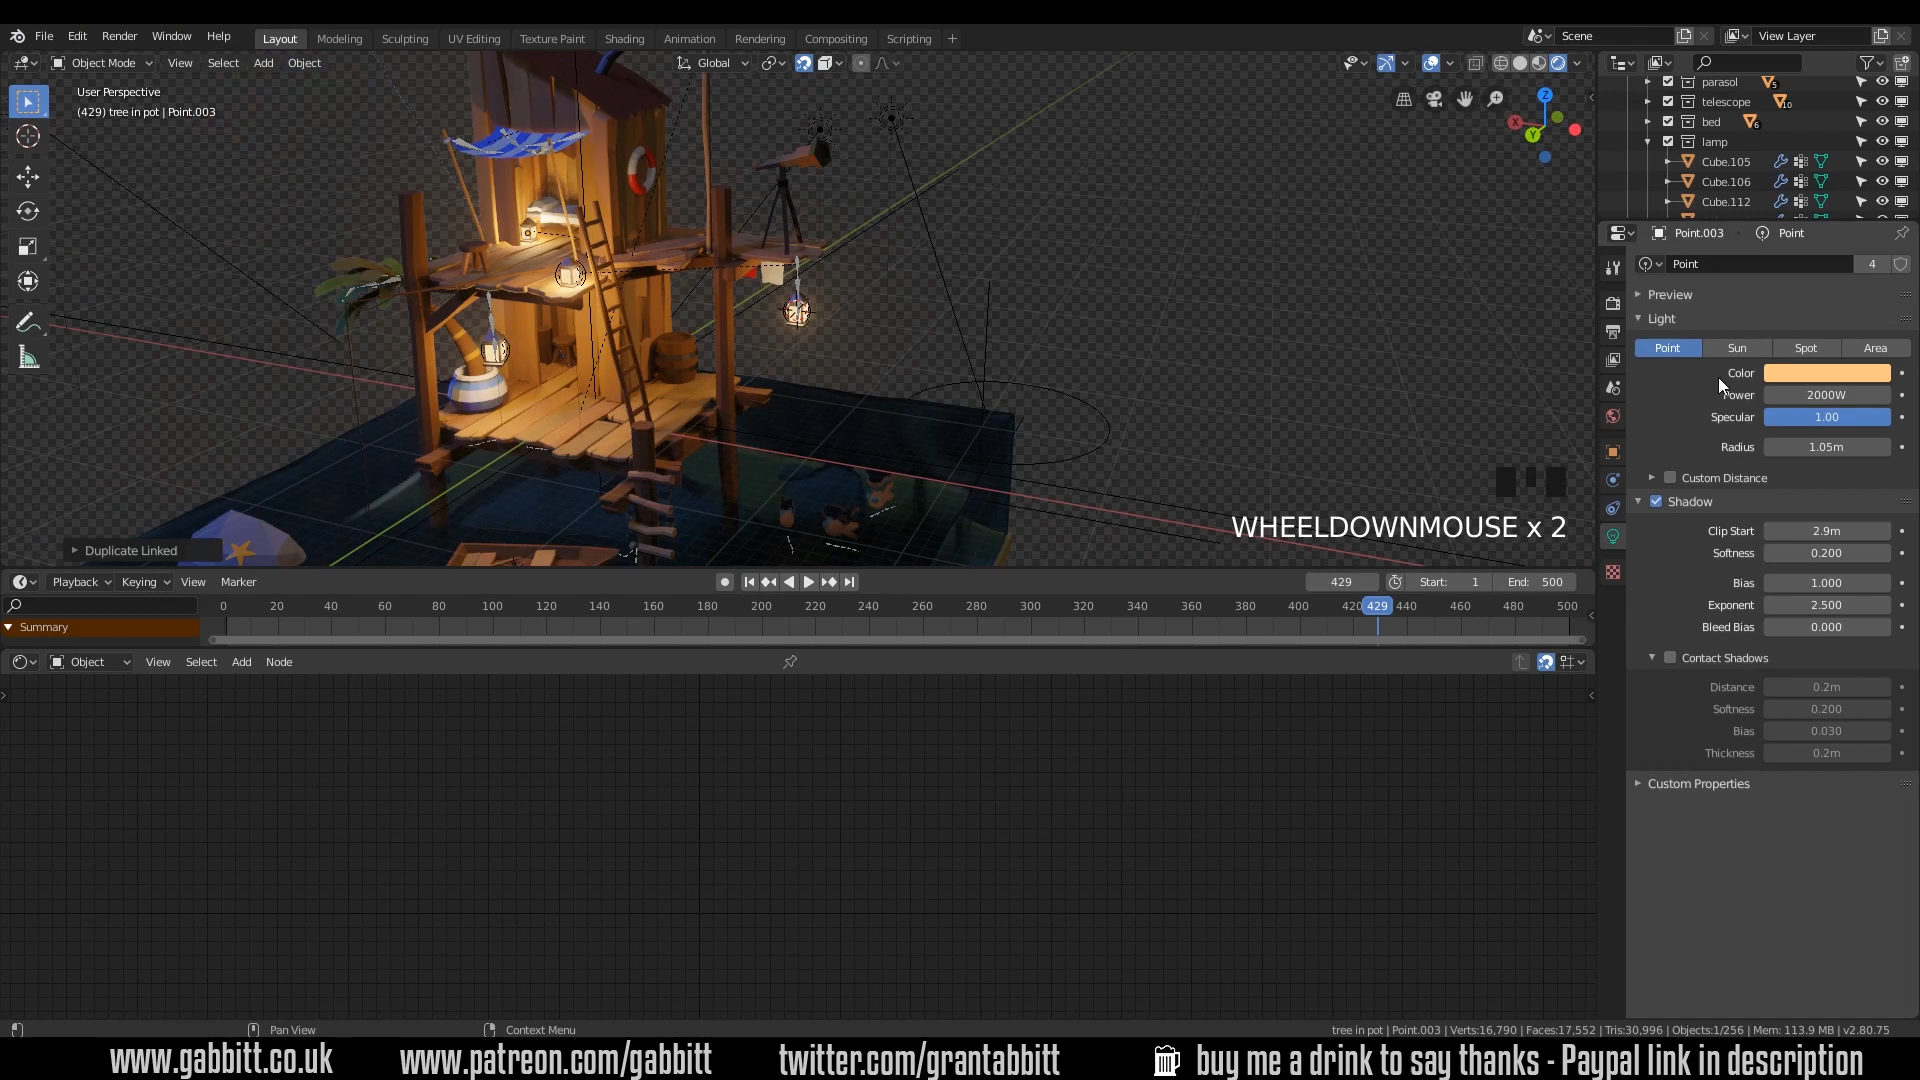 File Edit Render Window Help
Layout Modeling Sculpting UV Editing Texture Paint Shading Animation Rendering Compositing Scripting +
Scene View Layer
Object Mode View Select Add Object Global
User Perspective
(429) tree in pot | Point.003
parasol 5
telescope 10
bed 6
lamp
Cube.105
Cube.106
Cube.112
Point.003 Point
Point 4
Preview
Light
Point Sun Spot Area
Color
Power 2000W
Specular 1.00
Radius 1.05m
Custom Distance
Shadow
Clip Start 2.9m
Softness 0.200
Bias 1.000
Exponent 2.500
Bleed Bias 0.000
Contact Shadows
Distance 0.2m
Softness 0.200
Bias 0.030
Thickness 0.2m
Custom Properties
Z
X
Y
WHEELDOWNMOUSE x 2
Duplicate Linked
Playback Keying View Marker 429 Start: 1 End: 500
0 20 40 60 80 100 120 140 160 180 200 220 240 260 280 300 320 340 360 380 400 420 429 440 460 480 500
Summary
Object View Select Add Node
Pan View Context Menu
tree in pot | Point.003 | Verts:16,790 | Faces:17,552 | Tris:30,996 | Objects:1/256 | Mem: 113.9 MB | v2.80.75
www.gabbitt.co.uk www.patreon.com/gabbitt twitter.com/grantabbitt buy me a drink to say thanks - Paypal link in description